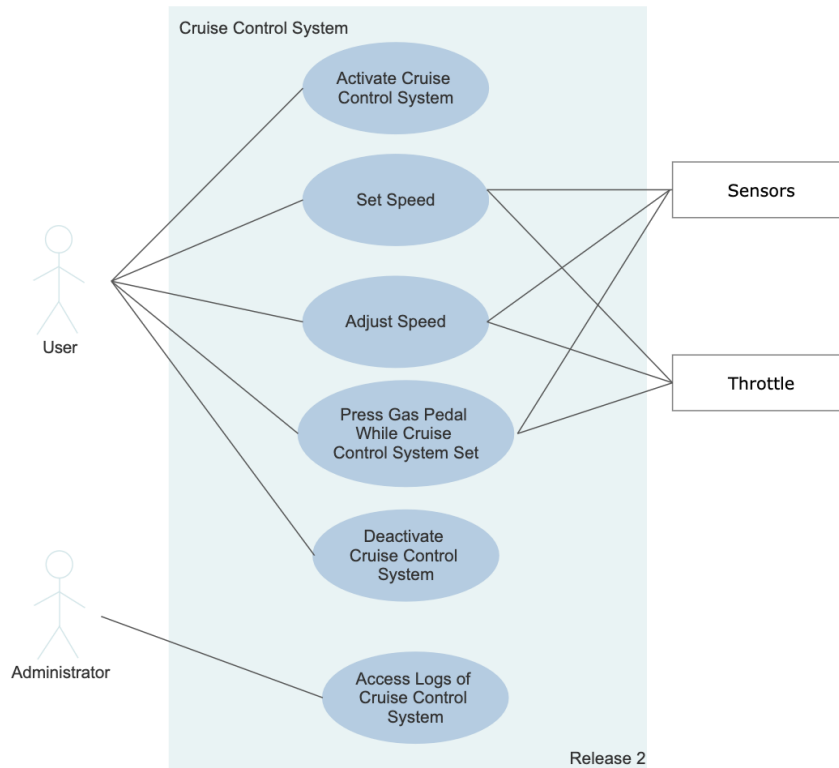 Cruise Control System
Activate Cruise
Control System
Set Speed
Sensors
User
Adjust Speed
Throttle
Press Gas Pedal
While Cruise
Control System Set
Deactivate
Cruise Control
System
Administrator
Access Logs of
Cruise Control
System
Release 2